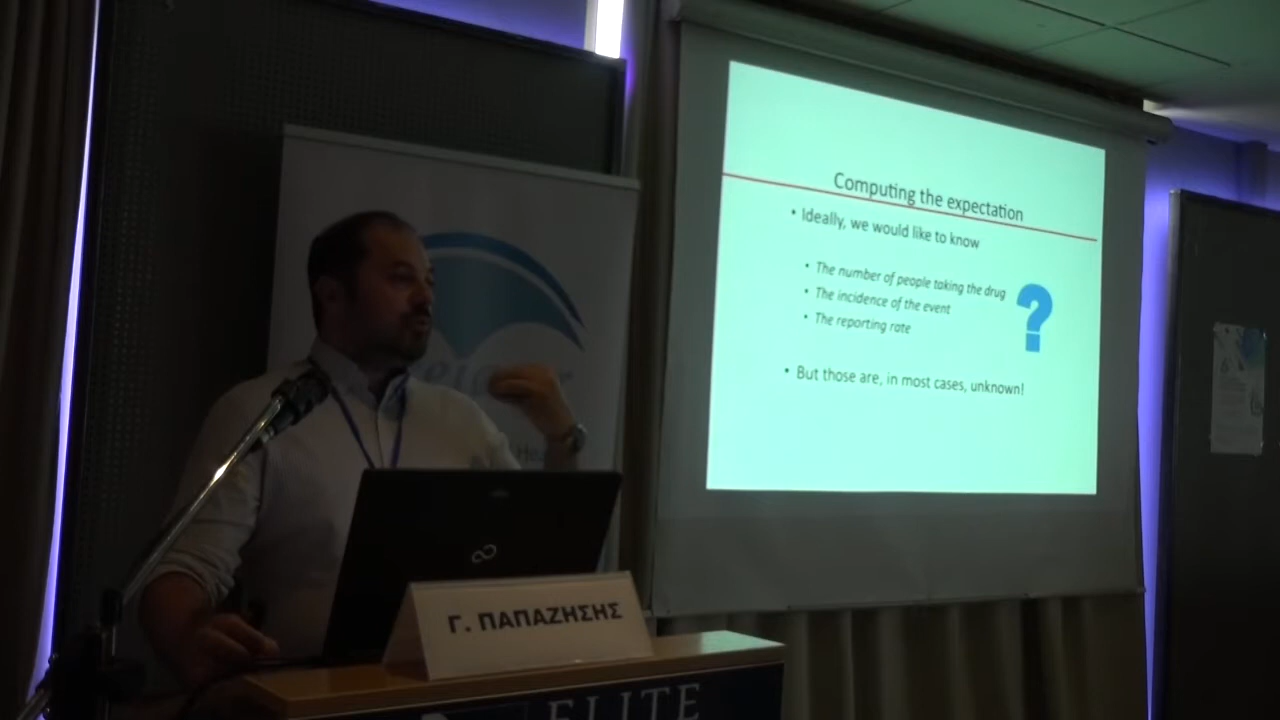 Computing the expectation
• Ideally, we would like to know
• The number of people taking the drug
• The incidence of the event
• The reporting rate
?
• But those are, in most cases, unknown!
Γ. ΠΑΠΑΖΗΣΗΣ
ELITE